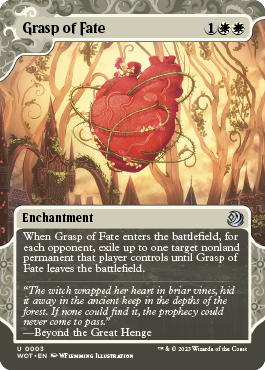 Grasp of Fate 1
Enchantment
When Grasp of Fate enters the battlefield, for
each opponent, exile up to one target nonland
permanent that player controls until Grasp of
Fate leaves the battlefield.
"The witch wrapped her heart in briar vines, hid
it away in the ancient keep in the depths of the
forest. If none could find it, the prophecy could
never come to pass."
—Beyond the Great Henge
U 0003
WOT • EN WFlemming Illustration
™ & © 2023 Wizards of the Coast